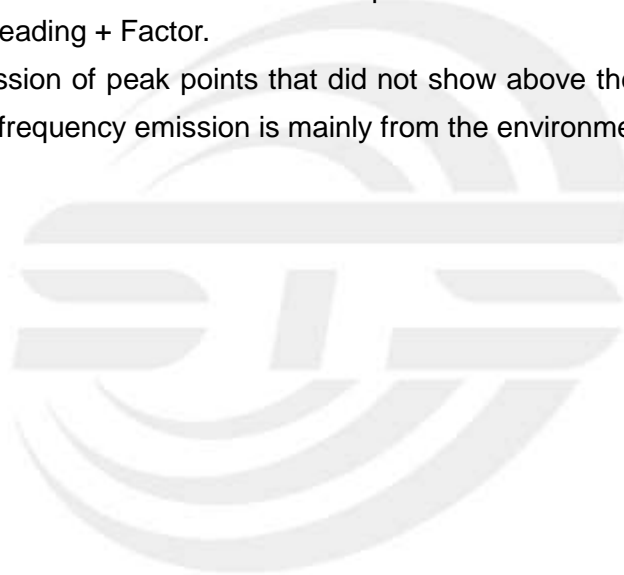 eading + Factor.
ssion of peak points that did not show above the
frequency emission is mainly from the environme